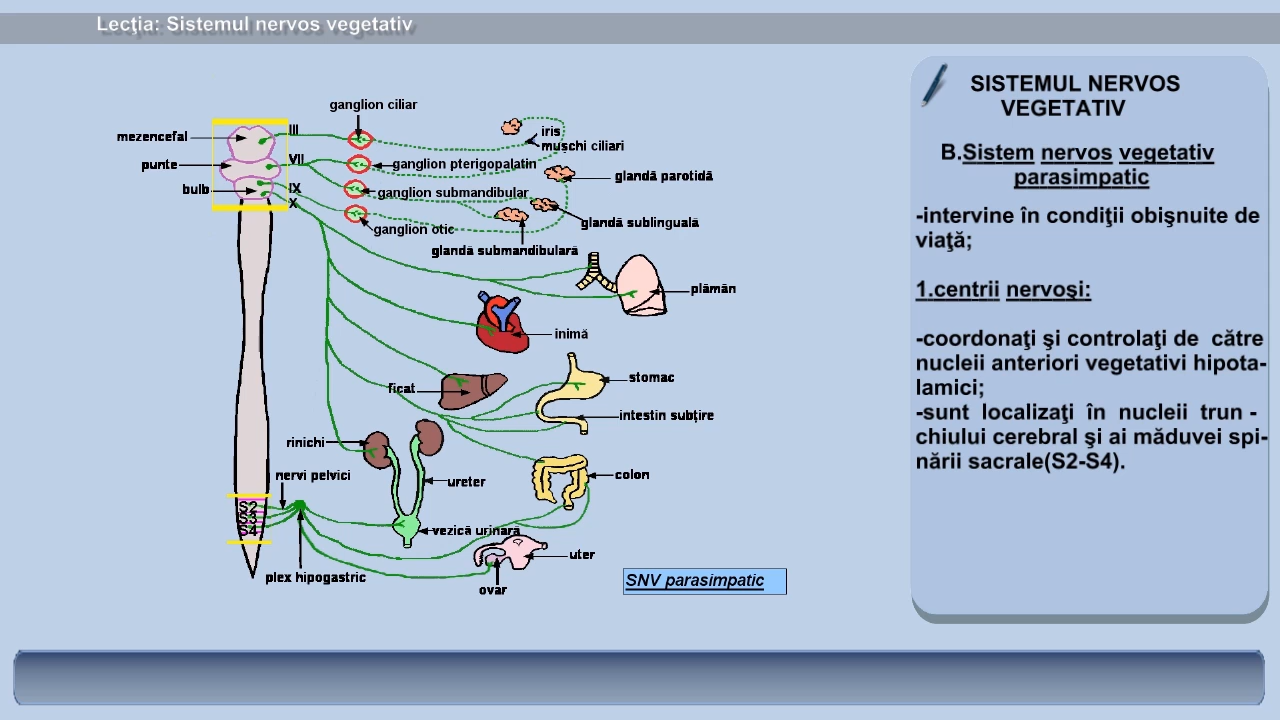 Lecţia: Sistemul nervos vegetativ
ganglion ciliar
mezencefal
III
iris
muschi ciliari
punte
VII
ganglion pterigopalatin
glandă parotidă
bulb
IX
ganglion submandibular
X
ganglion otic
glandă sublinguală
glandă submandibulară
plămăn
inimă
ficat
stomac
intestin subţire
rinichi
nervi pelvici
ureter
colon
S2
S3
S4
vezică urinară
uter
plex hipogastric
ovar
SNV parasimpatic
SISTEMUL NERVOS
VEGETATIV
B.Sistem nervos vegetativ
parasimpatic
-intervine în condiţii obişnuite de
viaţă;
1.centrii nervoşi:
-coordonaţi şi controlaţi de către
nucleii anteriori vegetativi hipota-
lamici;
-sunt localizaţi în nucleii trun -
chiului cerebral şi ai măduvei spi-
nării sacrale(S2-S4).